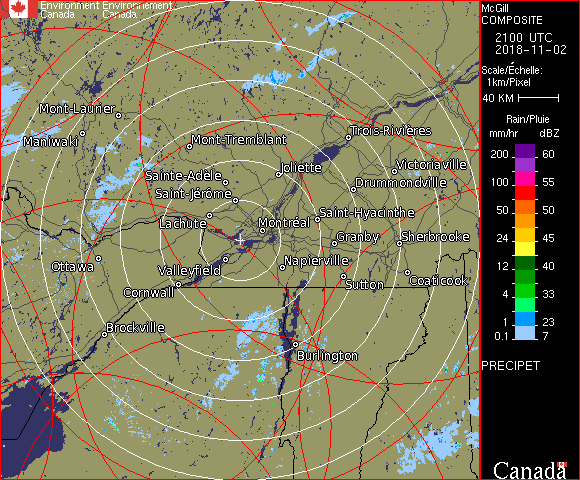 Environment Environnement
Canada Canada
McGill
COMPOSITE
2100 UTC
2018-11-02
Scale/Échelle:
1km/Pixel
40 KM
Rain/Pluie
mm/hr dBZ
200 60
55
100 55
50 50
24 45
12 40
4 33
1 23
0.1 7
PRECIPET
Canada
Mont-Laurier
Maniwaki
Mont-Tremblant
Trois-Rivières
Sainte-Adèle
Joliette
Victoriaville
Saint-Jérôme
Drummondville
Lachute
Montréal
Saint-Hyacinthe
Granby
Sherbrooke
Ottawa
Valleyfield
Napierville
Cornwall
Sutton
Coaticook
Brockville
Burlington